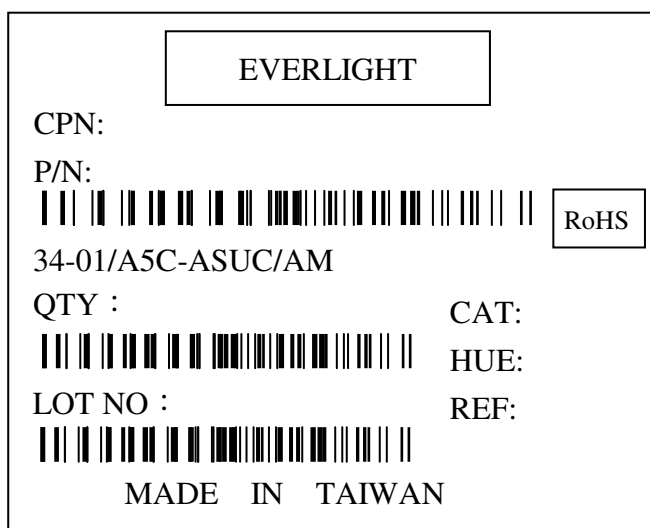 EVERLIGHT
CPN:
P/N:
RoHS
34-01/A5C-ASUC/AM
QTY：
CAT:
HUE:
LOT NO：
REF:
MADE IN TAIWAN